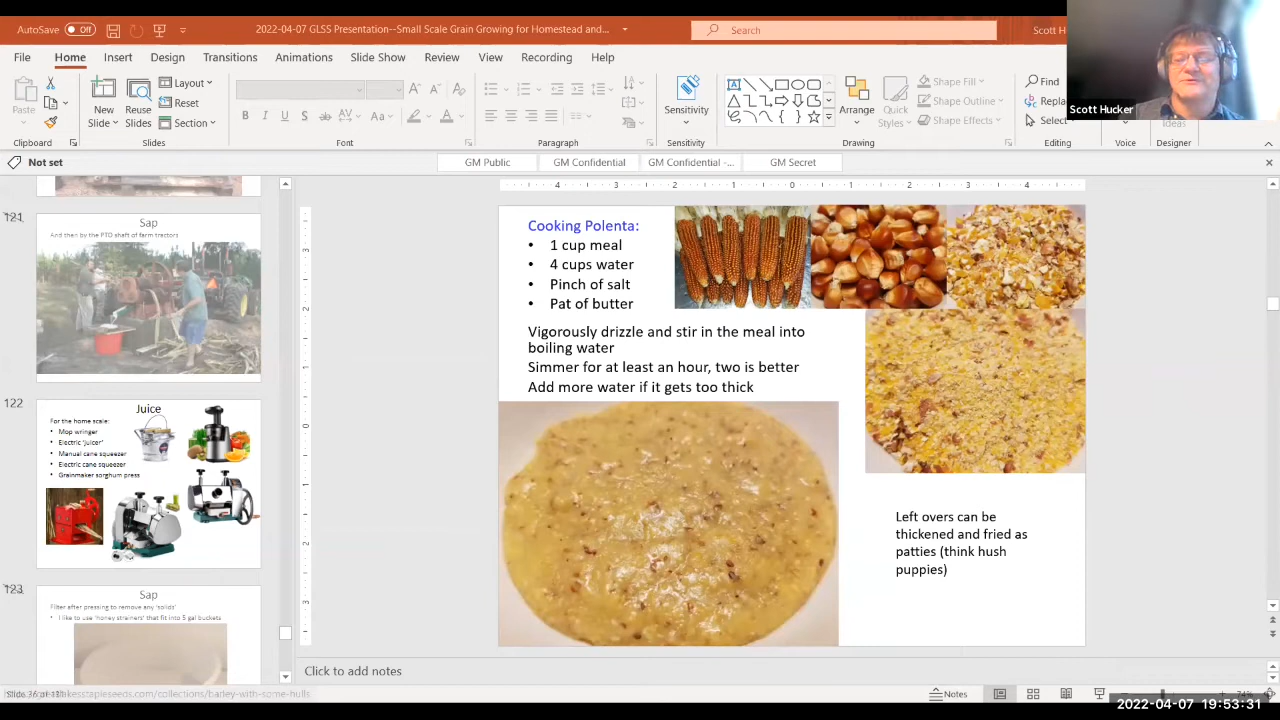 AutoSave Off
2022-04-07 GLSS Presentation--Small Scale Grain Growing for Homestead and...
Search
Scott H
File Home Insert Design Transitions Animations Slide Show Review View Recording Help
Paste
New Slide
Reuse Slides
Layout
Reset
Section
Sensitivity
Arrange
Quick Styles
Shape Fill
Shape Outline
Shape Effects
Find
Repla
Select
Scott Hucker
Clipboard Slides Font Paragraph Sensitivity Drawing Editing Voice Designer
Ideas
Not set
GM Public GM Confidential GM Confidential -... GM Secret
121
Sap
And then by the PTO shaft of farm tractors
122
Juice
For the home scale:
• Mop wringer
• Electric 'juicer'
• Manual cane squeezer
• Electric cane squeezer
• Grainmaker sorghum press
123
Sap
Filter after pressing to remove any 'solids'
• I like to use 'honey strainers' that fit into 5 gal buckets
Cooking Polenta:
• 1 cup meal
• 4 cups water
• Pinch of salt
• Pat of butter
Vigorously drizzle and stir in the meal into
boiling water
Simmer for at least an hour, two is better
Add more water if it gets too thick
Left overs can be
thickened and fried as
patties (think hush
puppies)
Click to add notes
Notes
74%
2022-04-07 19:53:31